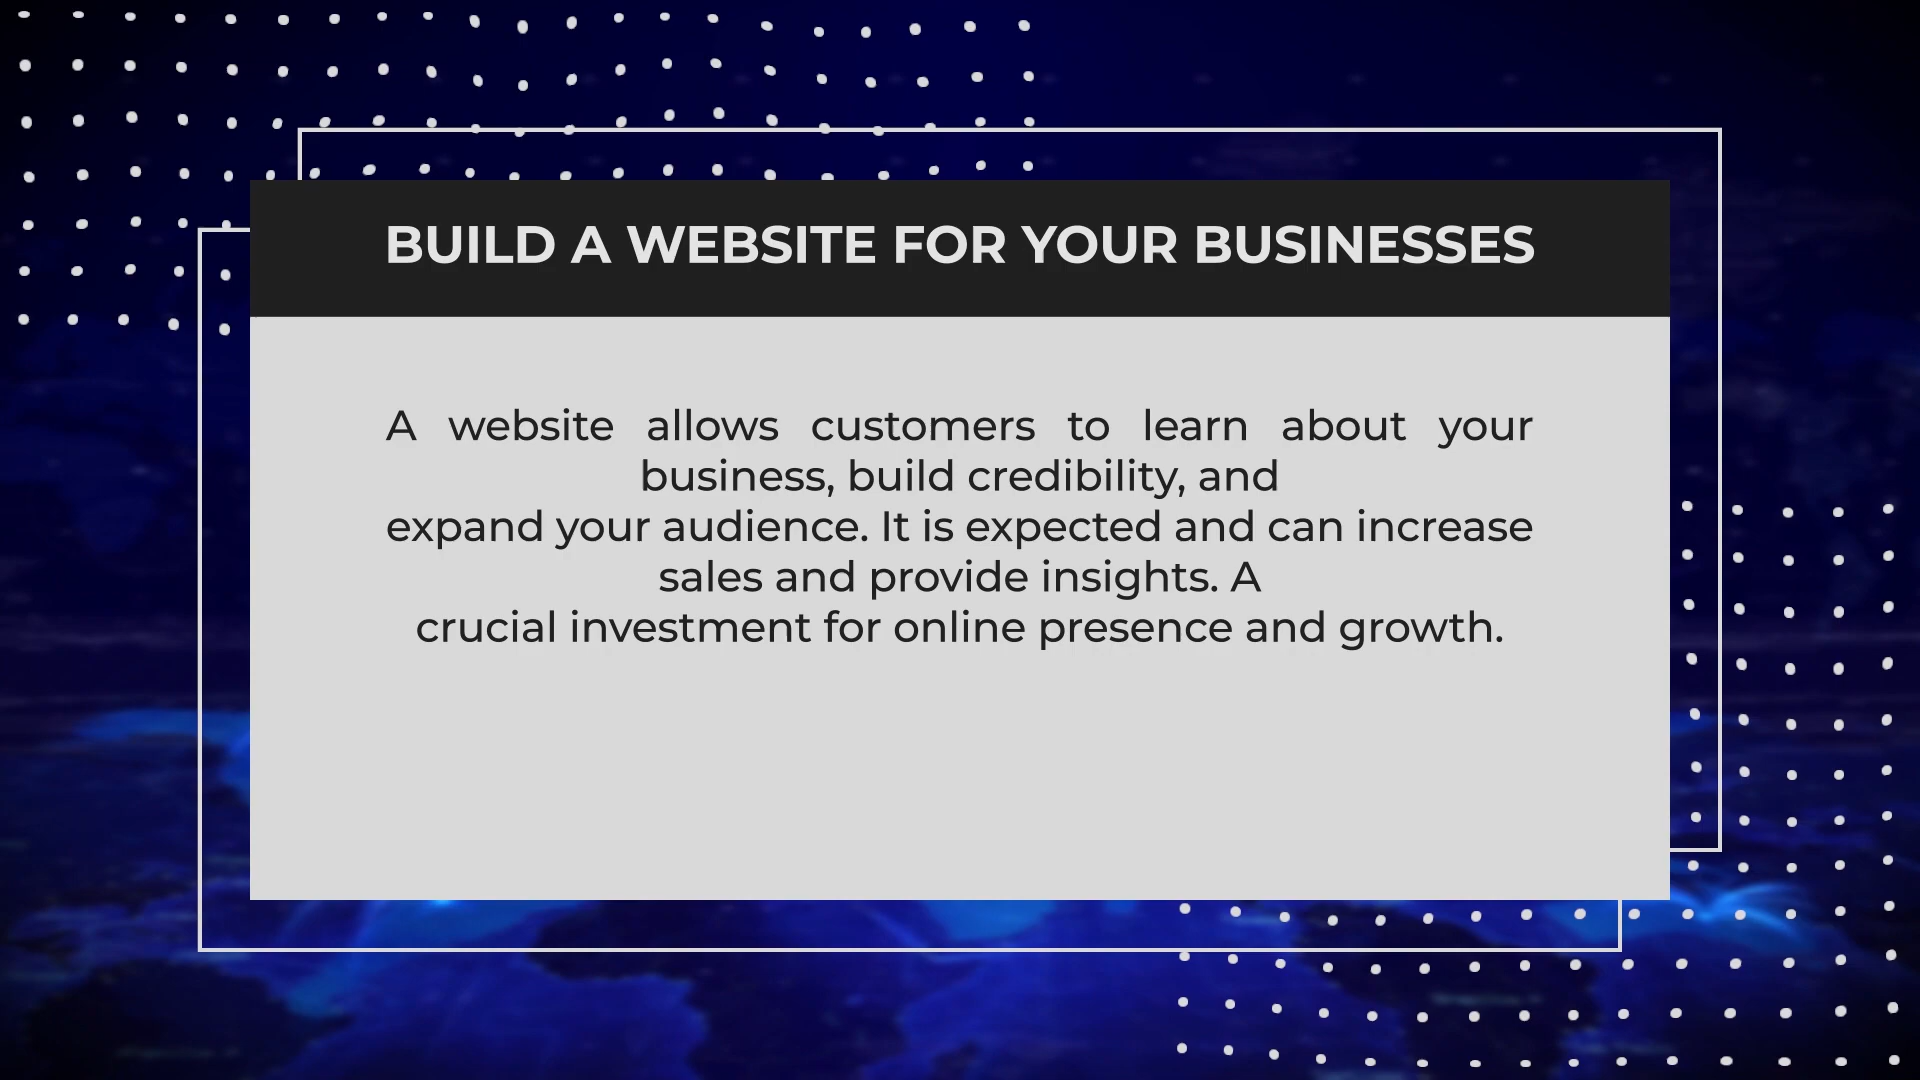 BUILD A WEBSITE FOR YOUR BUSINESSES
A website allows customers to learn about your
business, build credibility, and
expand your audience. It is expected and can increase
sales and provide insights. A
crucial investment for online presence and growth.